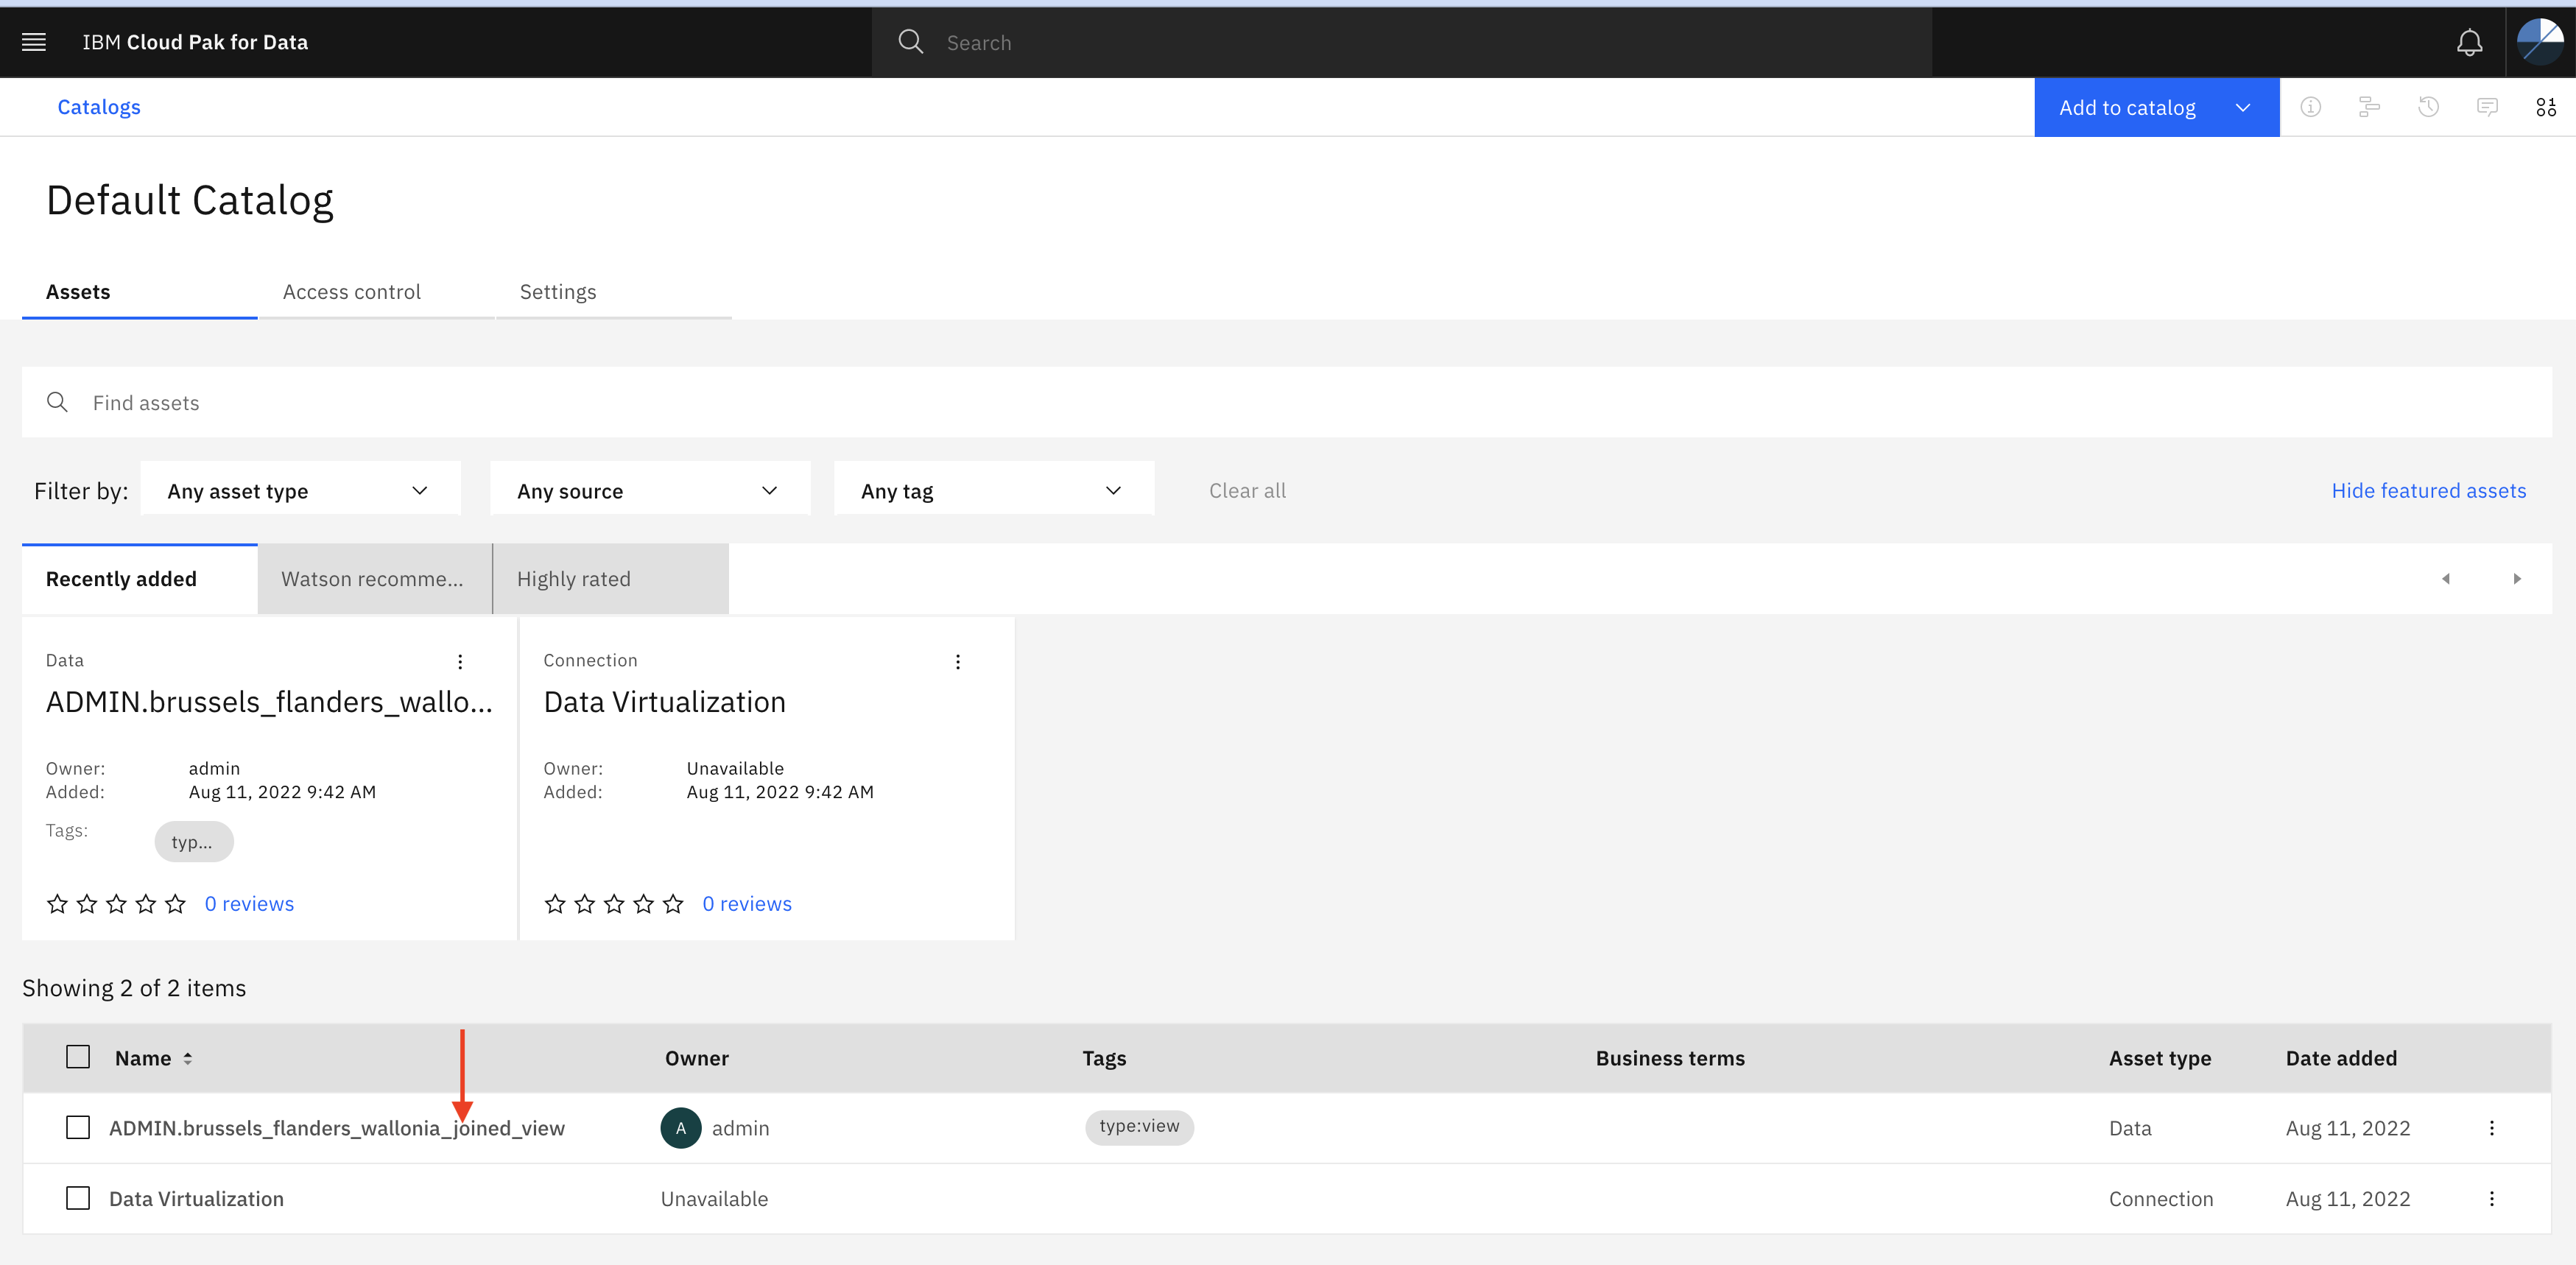 IBM Cloud Pak for Data
Search
Catalogs
Add to catalog
Default Catalog
Assets
Access control
Settings
Find assets
Filter by:
Any asset type
Any source
Any tag
Clear all
Hide featured assets
Recently added
Watson recomme...
Highly rated
Data
ADMIN.brussels_flanders_wallo...
Owner: admin
Added: Aug 11, 2022 9:42 AM
Tags: typ...
0 reviews
Connection
Data Virtualization
Owner: Unavailable
Added: Aug 11, 2022 9:42 AM
0 reviews
Showing 2 of 2 items
Name Owner Tags Business terms Asset type Date added
ADMIN.brussels_flanders_wallonia_joined_view A admin type:view Data Aug 11, 2022
Data Virtualization Unavailable Connection Aug 11, 2022